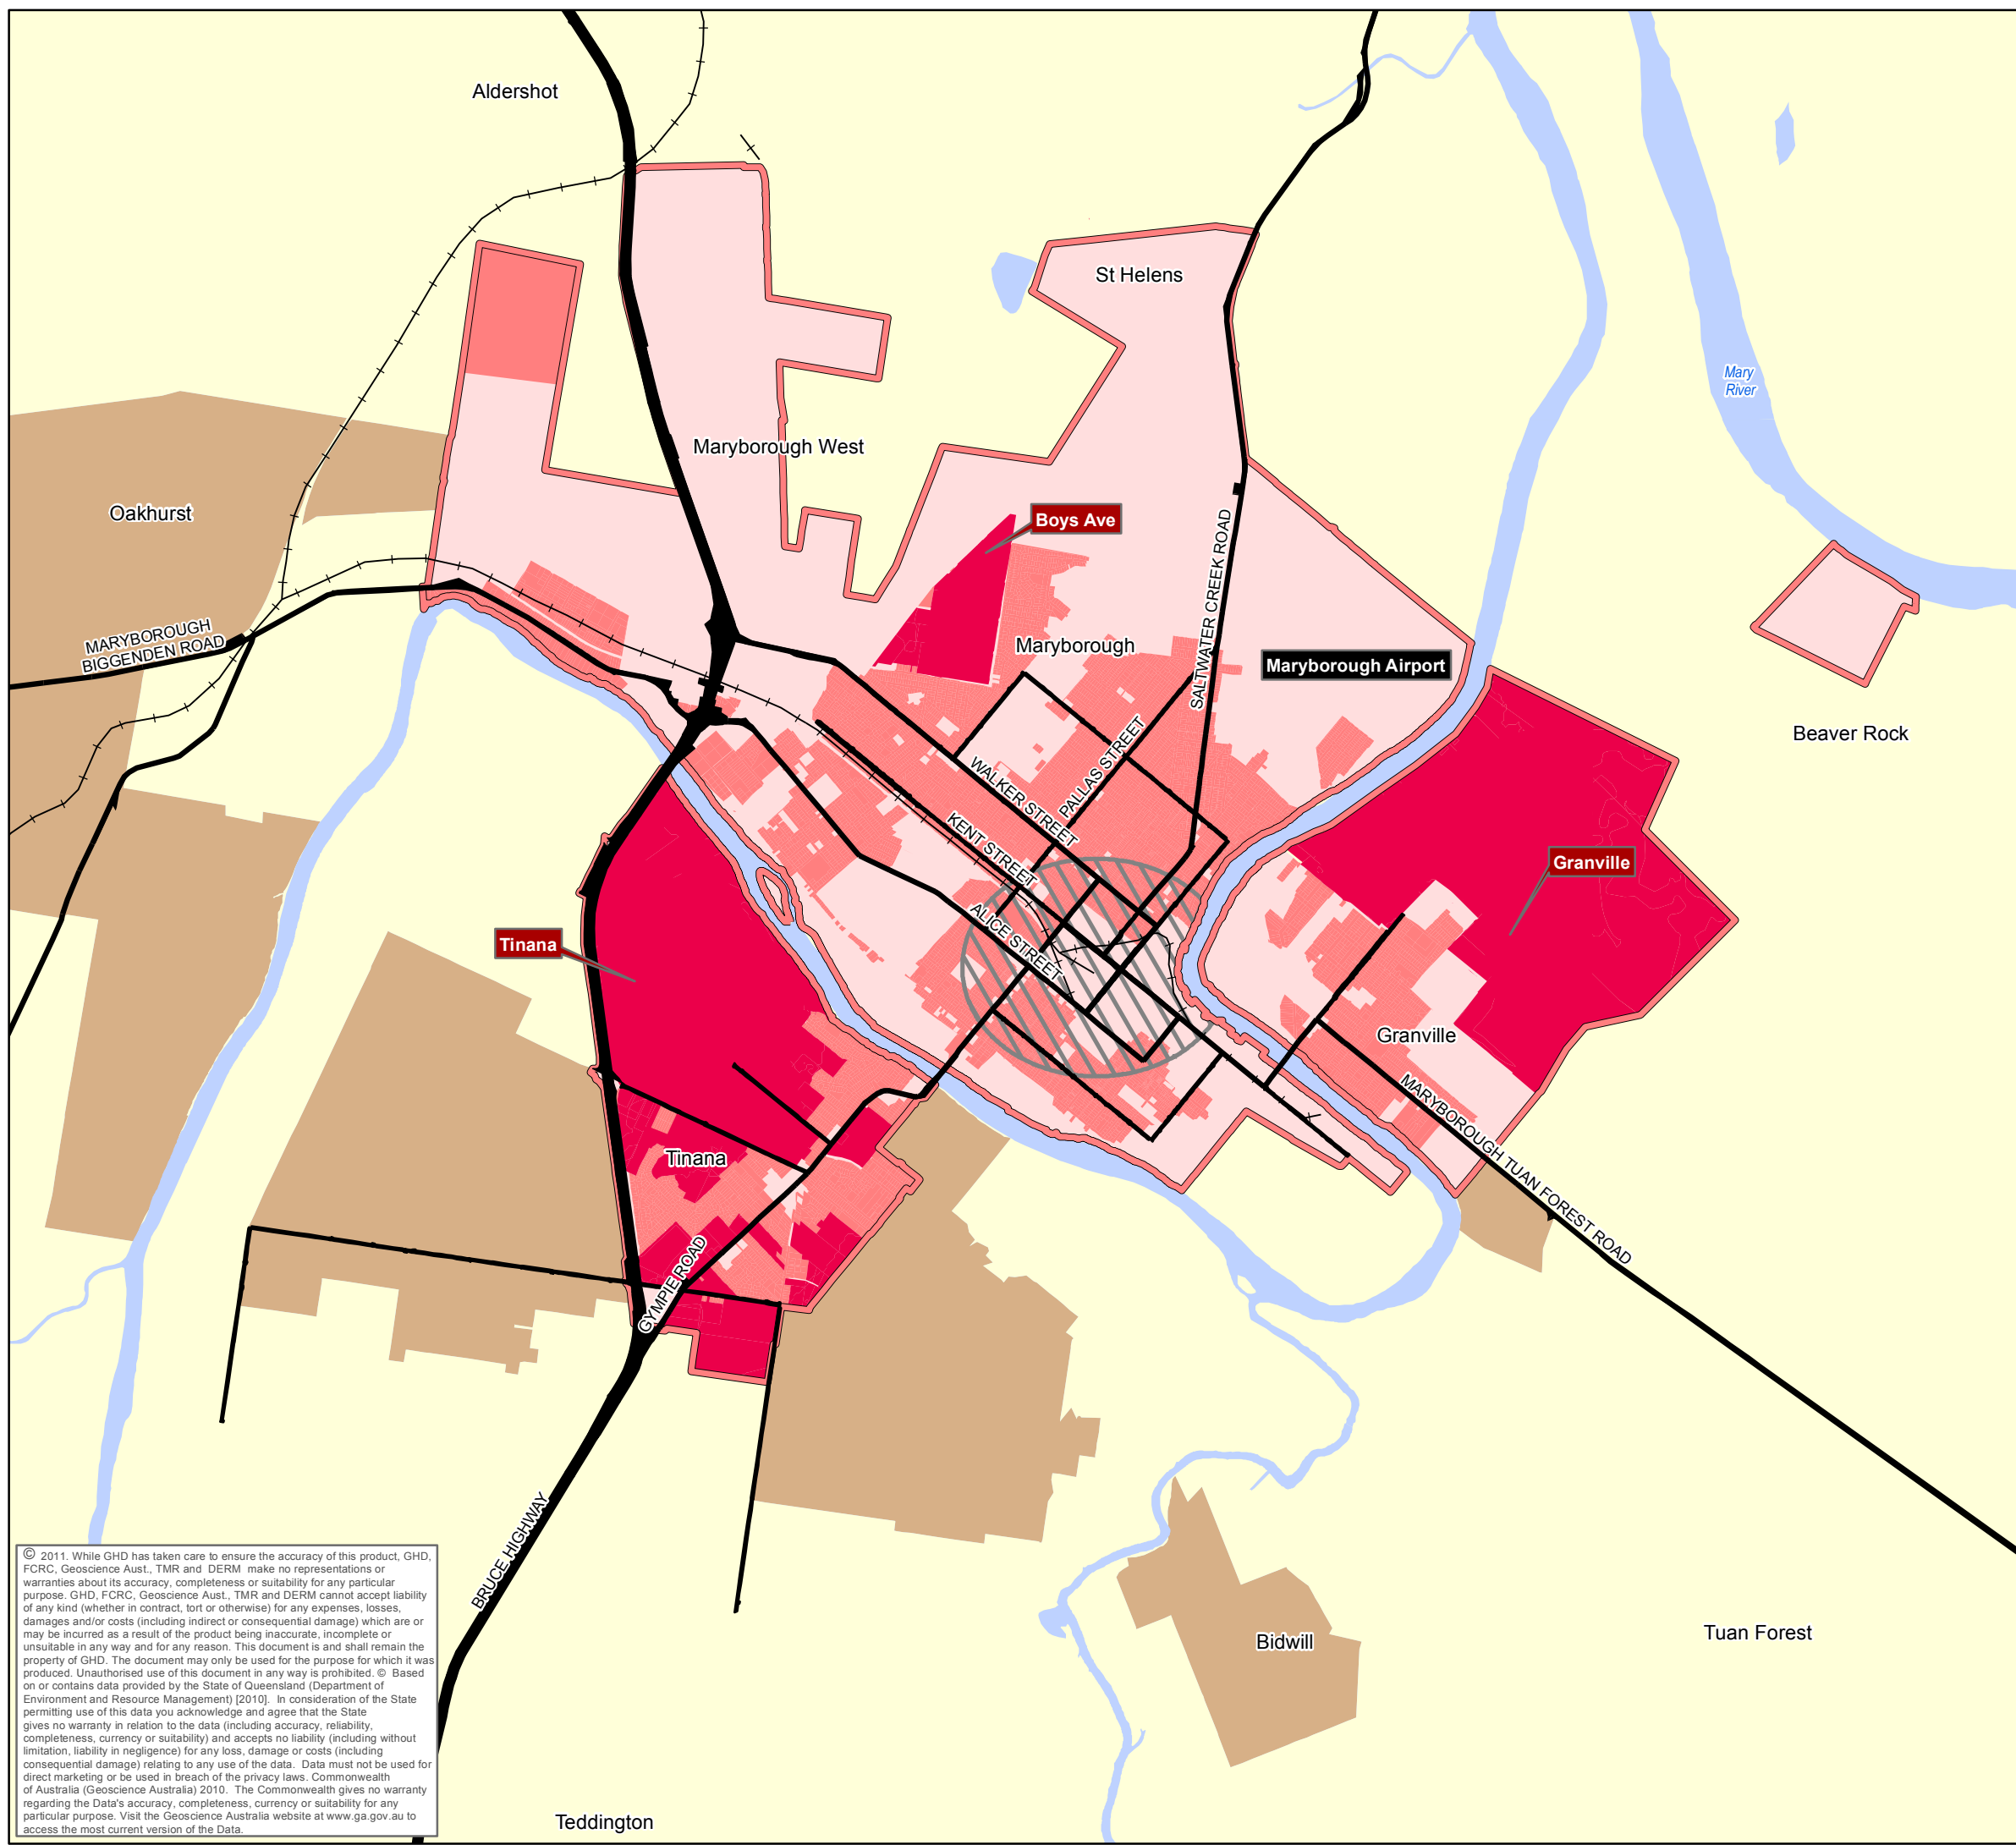 Aldershot
St Helens
Mary
River
Maryborough West
Oakhurst
Boys Ave
SALTWATER CREEK ROAD
MARYBOROUGH
BIGGENDEN ROAD
Maryborough
Maryborough Airport
Beaver Rock
PALLAS STREET
WALKER STREET
KENT STREET
ALICE STREET
Granville
Tinana
Granville
MARYBOROUGH TUAN FOREST ROAD
Tinana
GYMPIE ROAD
BRUCE HIGHWAY
© 2011. While GHD has taken care to ensure the accuracy of this product, GHD,
FCRC, Geoscience Aust., TMR and DERM make no representations or
warranties about its accuracy, completeness or suitability for any particular
purpose. GHD, FCRC, Geoscience Aust., TMR and DERM cannot accept liability
of any kind (whether in contract, tort or otherwise) for any expenses, losses,
damages and/or costs (including indirect or consequential damage) which are or
may be incurred as a result of the product being inaccurate, incomplete or
unsuitable in any way and for any reason. This document is and shall remain the
property of GHD. The document may only be used for the purpose for which it was
produced. Unauthorised use of this document in any way is prohibited. © Based
on or contains data provided by the State of Queensland (Department of
Environment and Resource Management) [2010]. In consideration of the State
permitting use of this data you acknowledge and agree that the State
gives no warranty in relation to the data (including accuracy, reliability,
completeness, currency or suitability) and accepts no liability (including without
limitation, liability in negligence) for any loss, damage or costs (including
consequential damage) relating to any use of the data. Data must not be used for
direct marketing or be used in breach of the privacy laws. Commonwealth
of Australia (Geoscience Australia) 2010. The Commonwealth gives no warranty
regarding the Data's accuracy, completeness, currency or suitability for any
particular purpose. Visit the Geoscience Australia website at www.ga.gov.au to
access the most current version of the Data.
Bidwill
Tuan Forest
Teddington